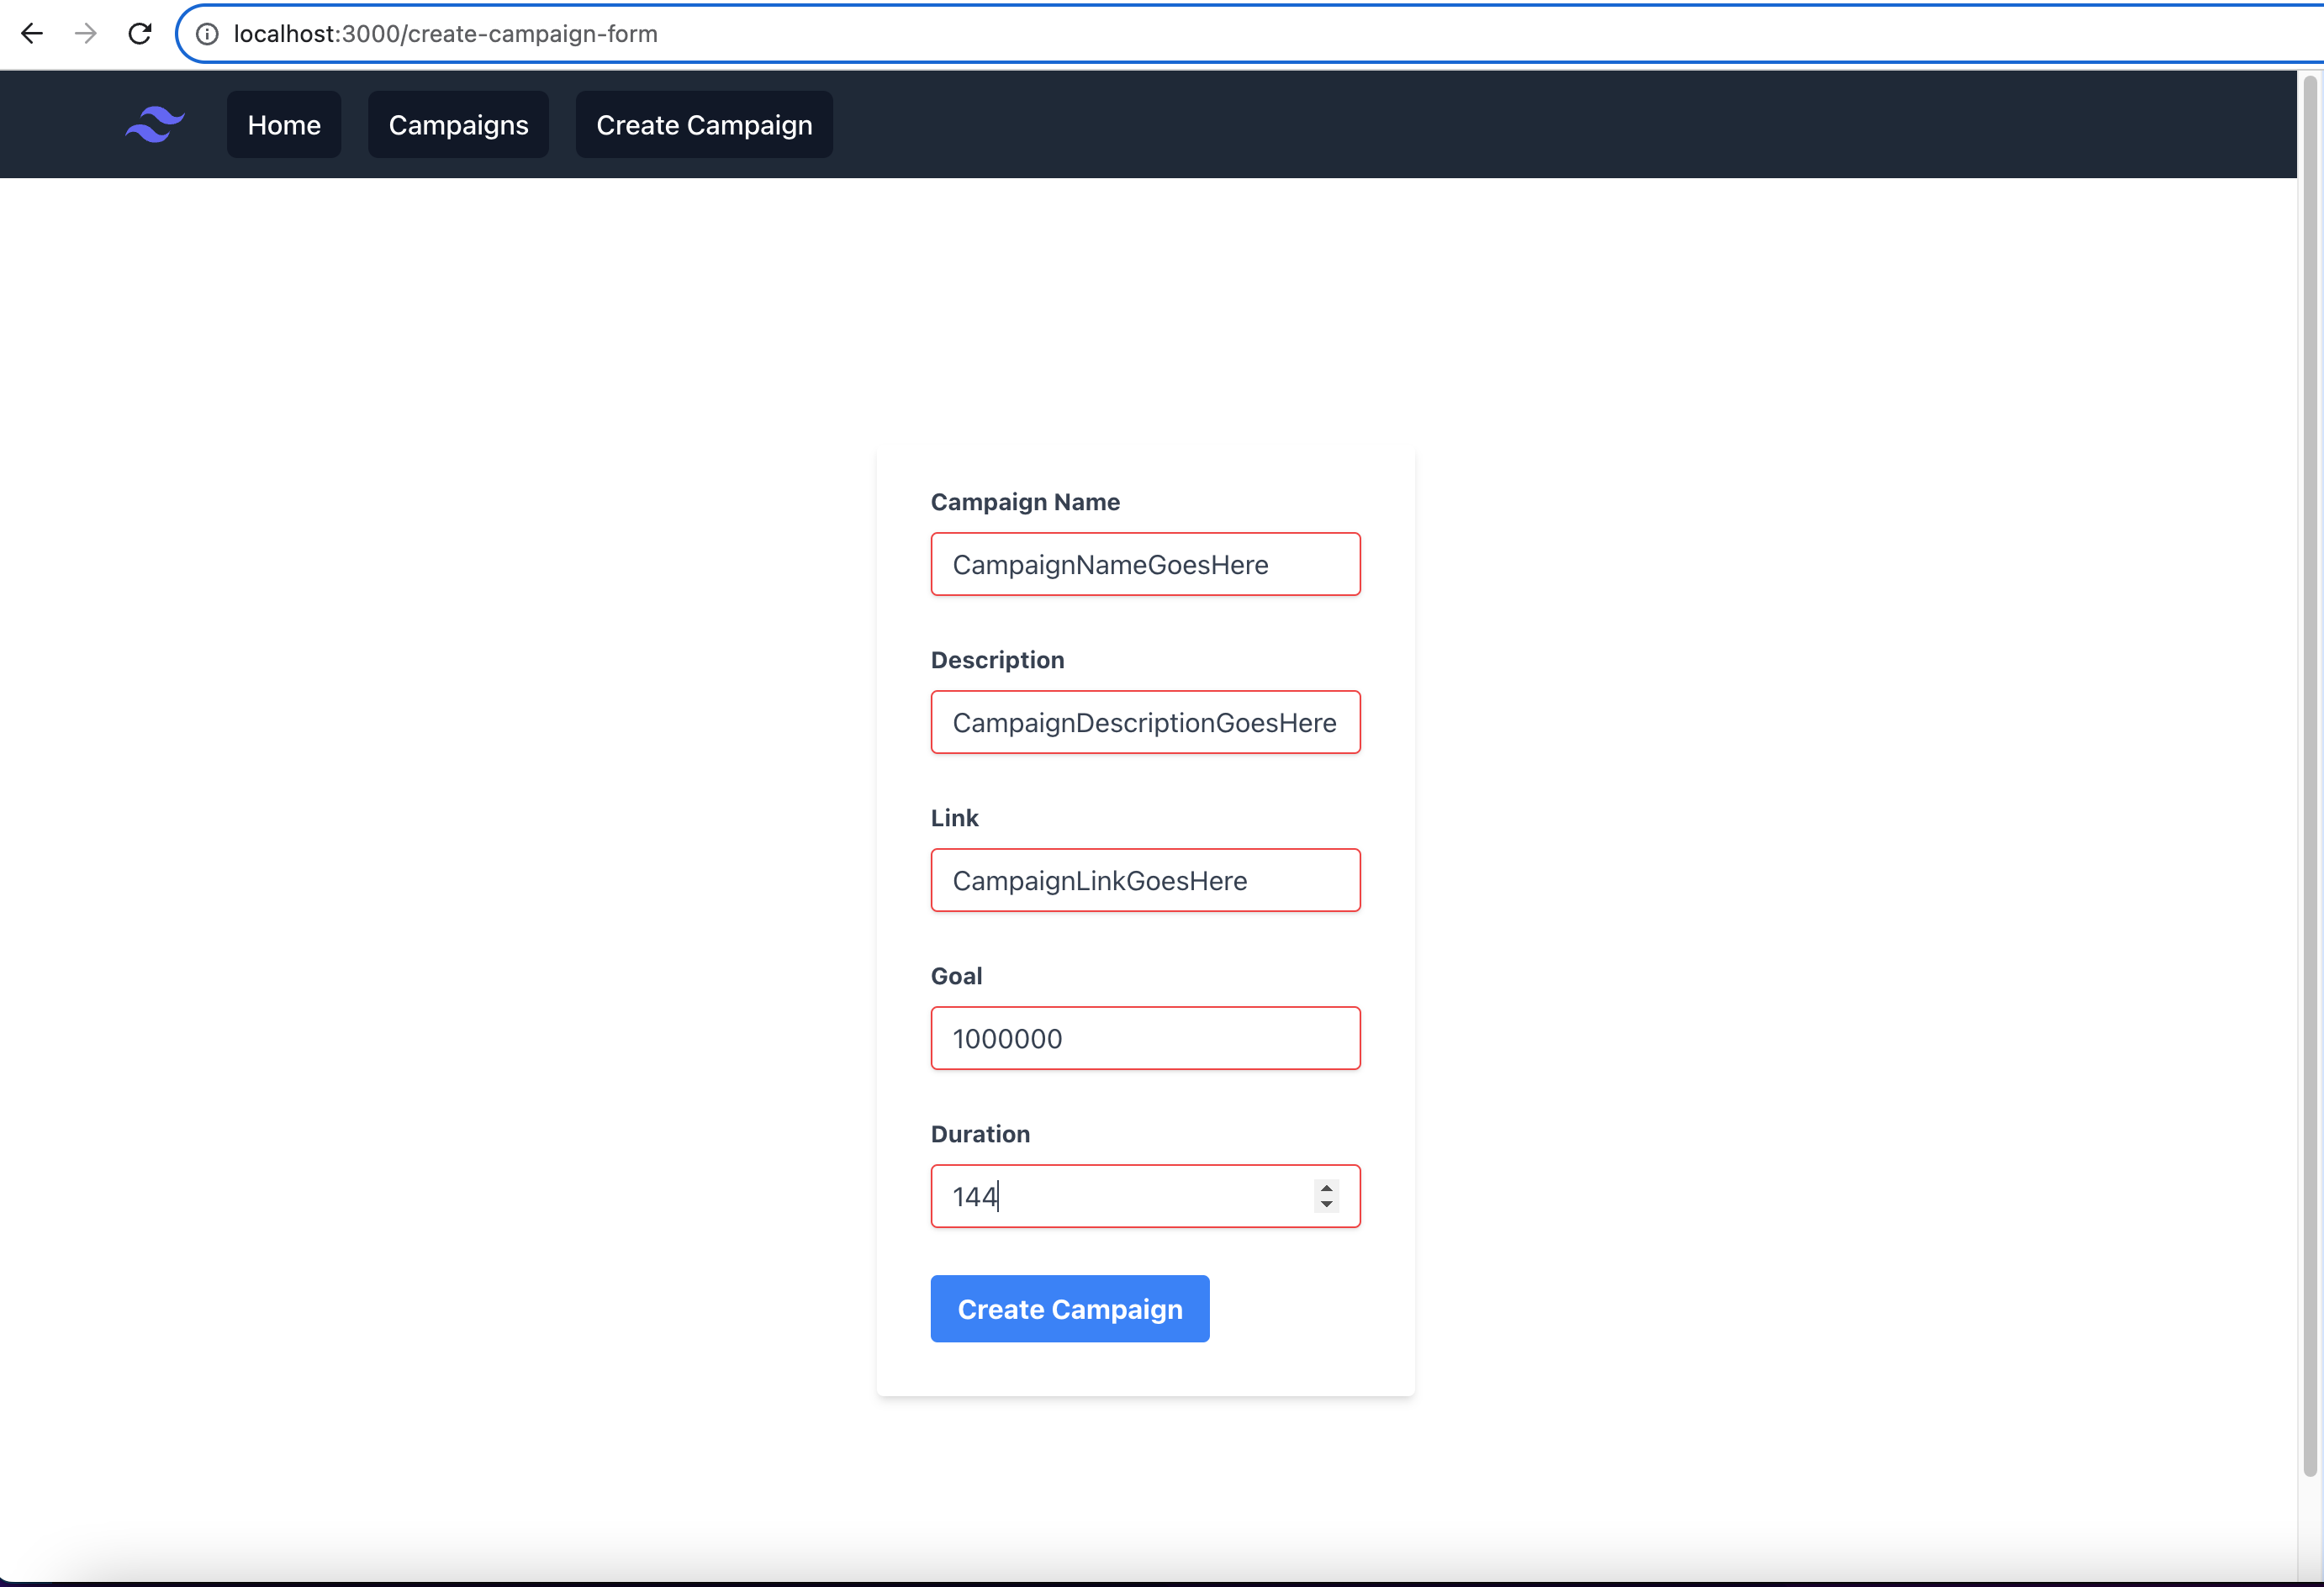 localhost:3000/create-campaign-form
Home Campaigns Create Campaign
Campaign Name
CampaignNameGoesHere
Description
CampaignDescriptionGoesHere
Link
CampaignLinkGoesHere
Goal
1000000
Duration
144
Create Campaign